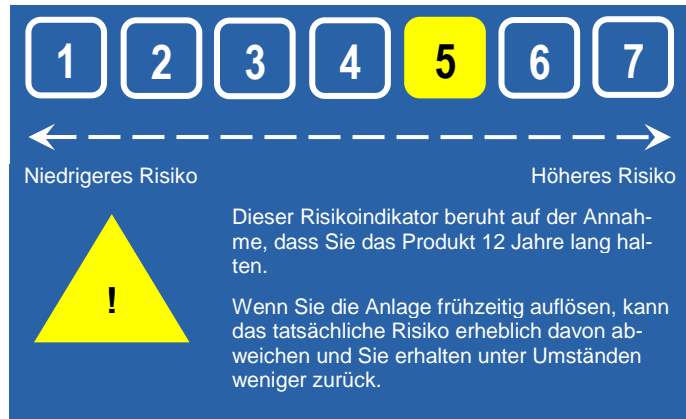 1 2 3 4 5 6 7
Niedrigeres Risiko Höheres Risiko
Dieser Risikoindikator beruht auf der Annah-
me, dass Sie das Produkt 12 Jahre lang hal-
ten.
!
Wenn Sie die Anlage frühzeitig auflösen, kann
das tatsächliche Risiko erheblich davon ab-
weichen und Sie erhalten unter Umständen
weniger zurück.